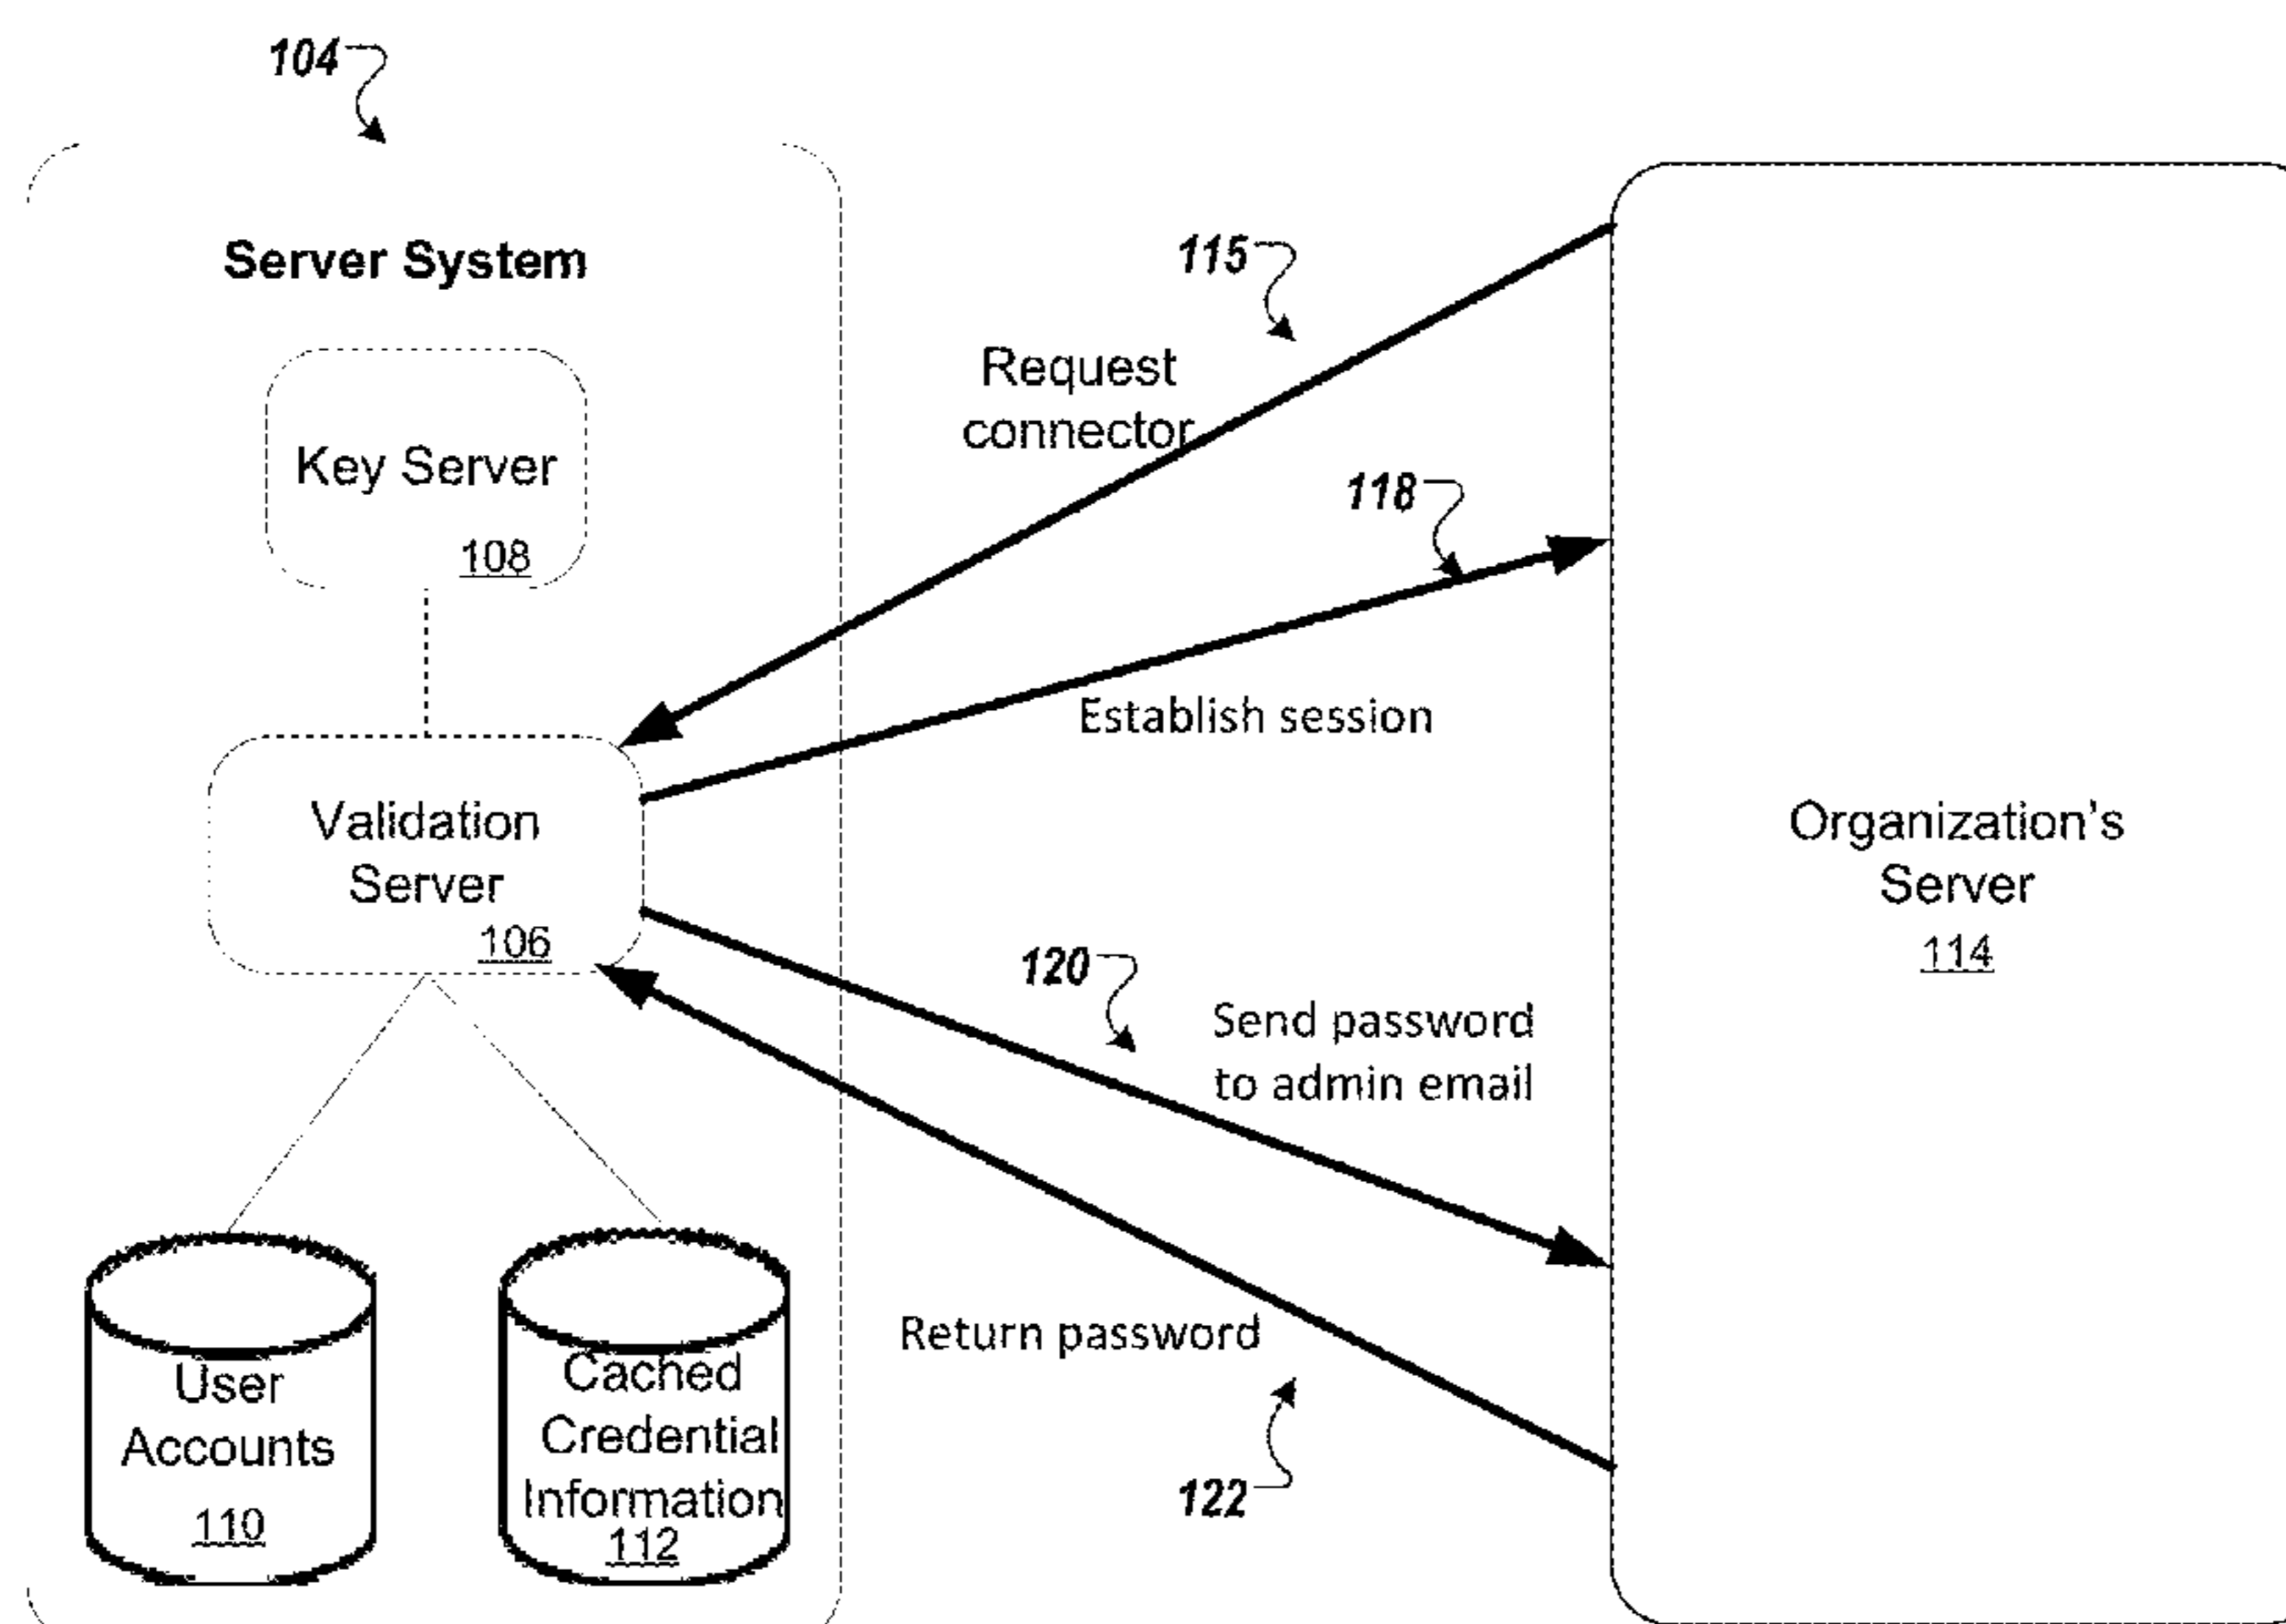 104
Server System
Key Server
108
Validation
Server
106
User
Accounts
110
Cached
Credential
Information
112
115
Request
connector
118
Establish session
120
Send password
to admin email
Return password
122
Organization's
Server
114